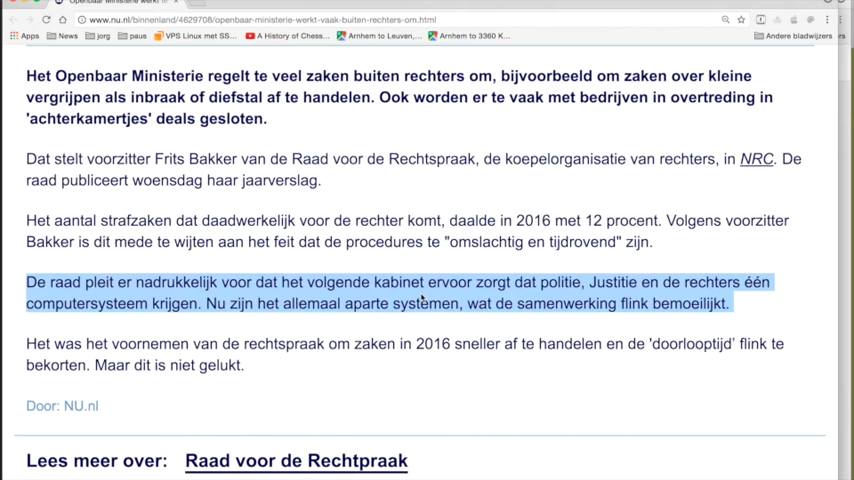 www.nu.nl/binnenland/4629708/openbaar-ministerie-werkt-vaak-buiten-rechters-om.html
Apps News jorg paus VPS Linux met SS... A History of Chess... Arnhem to Leuven,... Arnhem to 3360 K... Andere bladwijzers
Het Openbaar Ministerie regelt te veel zaken buiten rechters om, bijvoorbeeld om zaken over kleine
vergrijpen als inbraak of diefstal af te handelen. Ook worden er te vaak met bedrijven in overtreding in
'achterkamertjes' deals gesloten.
Dat stelt voorzitter Frits Bakker van de Raad voor de Rechtspraak, de koepelorganisatie van rechters, in NRC. De
raad publiceert woensdag haar jaarverslag.
Het aantal strafzaken dat daadwerkelijk voor de rechter komt, daalde in 2016 met 12 procent. Volgens voorzitter
Bakker is dit mede te wijten aan het feit dat de procedures te "omslachtig en tijdrovend" zijn.
De raad pleit er nadrukkelijk voor dat het volgende kabinet ervoor zorgt dat politie, Justitie en de rechters één
computersysteem krijgen. Nu zijn het allemaal aparte systemen, wat de samenwerking flink bemoeilijkt.
Het was het voornemen van de rechtspraak om zaken in 2016 sneller af te handelen en de 'doorlooptijd' flink te
bekorten. Maar dit is niet gelukt.
Door: NU.nl
Lees meer over: Raad voor de Rechtpraak